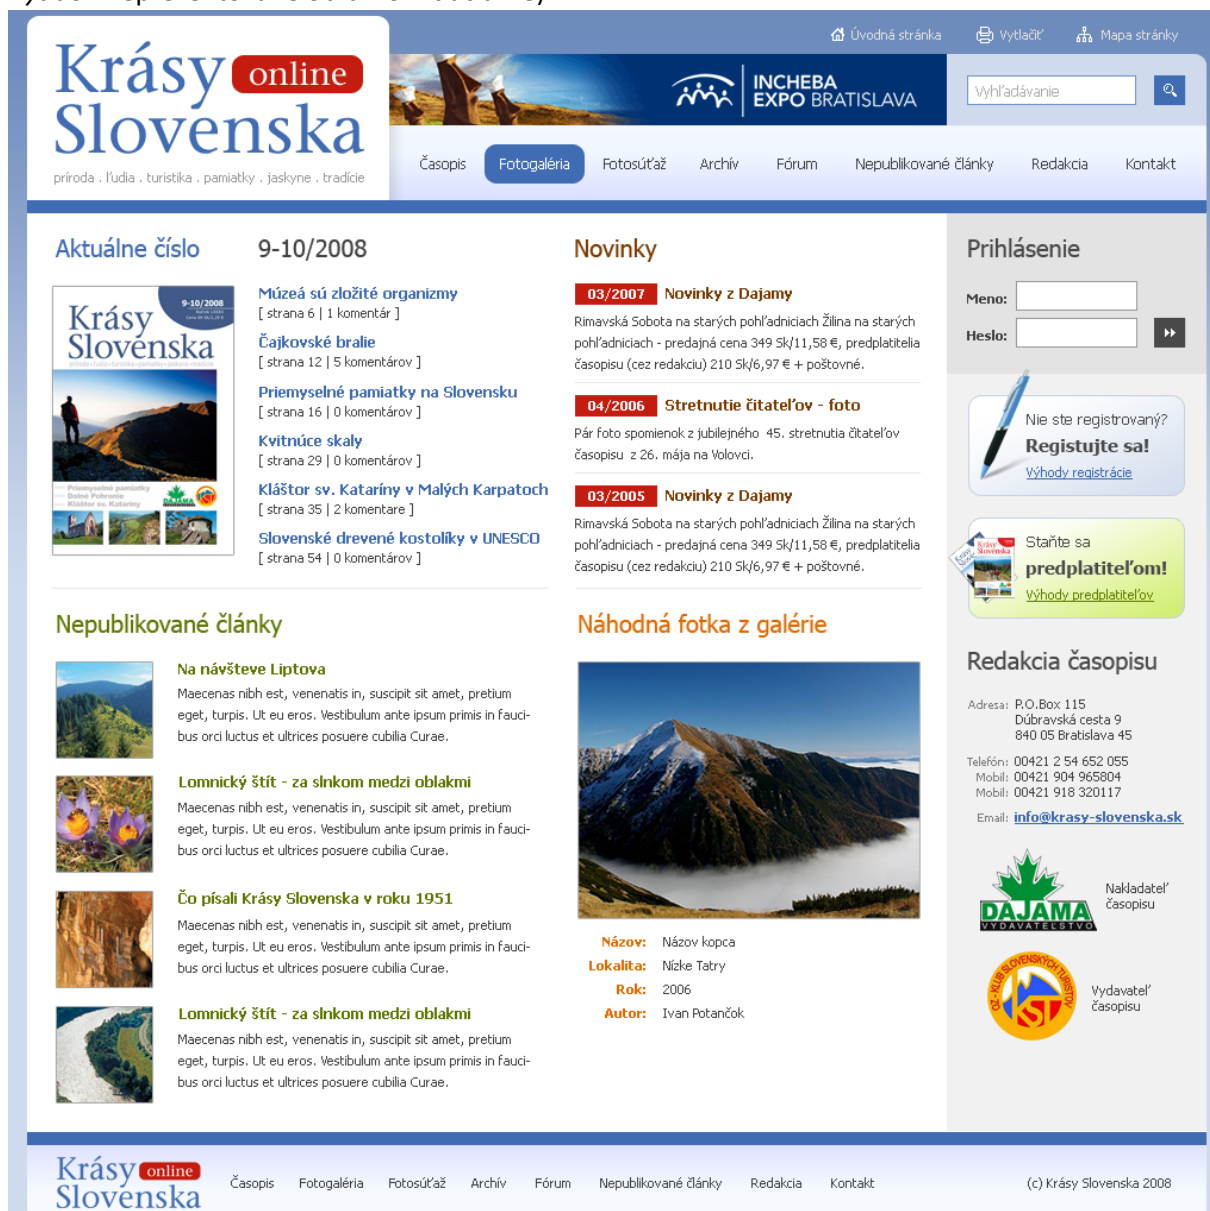 Úvodná stránka
Vytlačiť
Mapa stránky
Krásy online
Slovenska
príroda . ľudia . turistika . pamiatky . jaskyne . tradície
INCHEBA
EXPO BRATISLAVA
Vyhľadávanie
Časopis
Fotogaléria
Fotosúťaž
Archív
Fórum
Nepublikované články
Redakcia
Kontakt
Aktuálne číslo
9-10/2008
Krásy
Slovenska
9-10/2008
Priemyselné pamiatky
Dolné Pohronie
Kláštor sv. Kataríny
DAJAMA
Múzeá sú zložité organizmy
[ strana 6 | 1 komentár ]
Čajkovské bralie
[ strana 12 | 5 komentárov ]
Priemyselné pamiatky na Slovensku
[ strana 16 | 0 komentárov ]
Kvitnúce skaly
[ strana 29 | 0 komentárov ]
Kláštor sv. Kataríny v Malých Karpatoch
[ strana 35 | 2 komentare ]
Slovenské drevené kostolíky v UNESCO
[ strana 54 | 0 komentárov ]
Novinky
03/2007 Novinky z Dajamy
Rimavská Sobota na starých pohľadniciach Žilina na starých
pohľadniciach - predajná cena 349 Sk/11,58 €, predplatitelia
časopisu (cez redakciu) 210 Sk/6,97 € + poštovné.
04/2006 Stretnutie čitateľov - foto
Pár foto spomienok z jubilejného 45. stretnutia čitateľov
časopisu z 26. mája na Volovci.
03/2005 Novinky z Dajamy
Rimavská Sobota na starých pohľadniciach Žilina na starých
pohľadniciach - predajná cena 349 Sk/11,58 €, predplatitelia
časopisu (cez redakciu) 210 Sk/6,97 € + poštovné.
Prihlásenie
Meno:
Heslo:
Nie ste registrovaný?
Registujte sa!
Výhody registrácie
Staňte sa
predplatiteľom!
Výhody predplatiteľov
Nepublikované články
Na návšteve Liptova
Maecenas nibh est, venenatis in, suscipit sit amet, pretium
eget, turpis. Ut eu eros. Vestibulum ante ipsum primis in fauci-
bus orci luctus et ultrices posuere cubilia Curae.
Lomnický štít - za slnkom medzi oblakmi
Maecenas nibh est, venenatis in, suscipit sit amet, pretium
eget, turpis. Ut eu eros. Vestibulum ante ipsum primis in fauci-
bus orci luctus et ultrices posuere cubilia Curae.
Čo písali Krásy Slovenska v roku 1951
Maecenas nibh est, venenatis in, suscipit sit amet, pretium
eget, turpis. Ut eu eros. Vestibulum ante ipsum primis in fauci-
bus orci luctus et ultrices posuere cubilia Curae.
Lomnický štít - za slnkom medzi oblakmi
Maecenas nibh est, venenatis in, suscipit sit amet, pretium
eget, turpis. Ut eu eros. Vestibulum ante ipsum primis in fauci-
bus orci luctus et ultrices posuere cubilia Curae.
Náhodná fotka z galérie
Názov: Názov kopca
Lokalita: Nízke Tatry
Rok: 2006
Autor: Ivan Potančok
Redakcia časopisu
Adresa: P.O.Box 115
Dúbravská cesta 9
840 05 Bratislava 45
Telefón: 00421 2 54 652 055
Mobil: 00421 904 965804
Mobil: 00421 918 320117
Email: info@krasy-slovenska.sk
DAJAMA
VYDAVATEĽSTVO
Nakladateľ
časopisu
OZ - KLUB SLOVENSKÝCH TURISTOV
KST
Vydavateľ
časopisu
Krásy online
Slovenska
Časopis
Fotogaléria
Fotosúťaž
Archív
Fórum
Nepublikované články
Redakcia
Kontakt
(c) Krásy Slovenska 2008